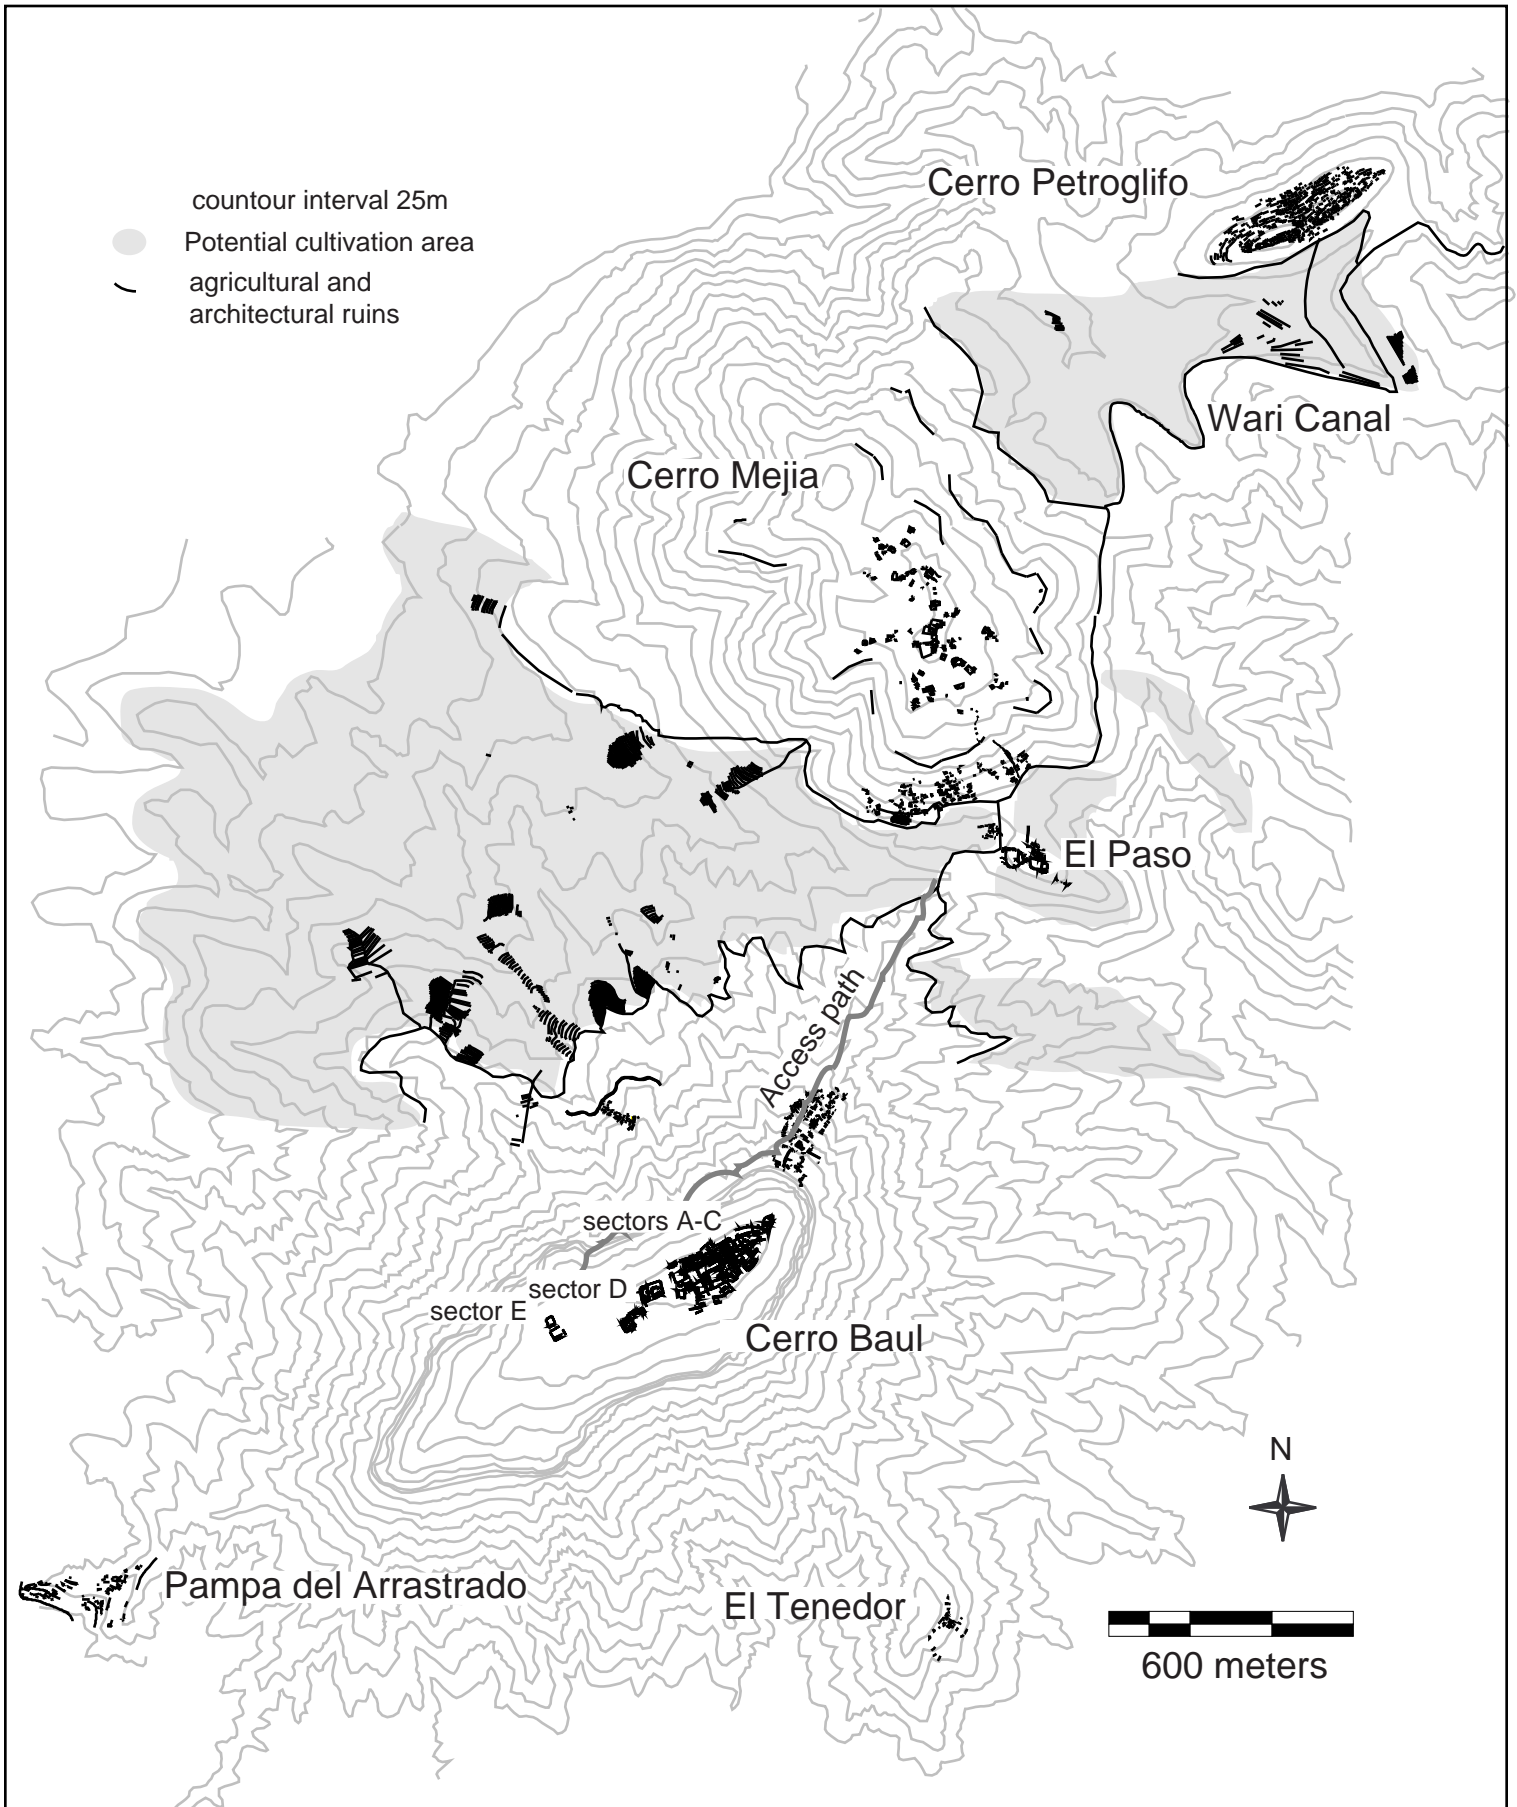 Cerro Petroglifo
countour interval 25m
Potential cultivation area
agricultural and
architectural ruins
Wari Canal
Cerro Mejia
El Paso
Access path
sectors A-C
sector D
sector E
Cerro Baul
N
Pampa del Arrastrado
El Tenedor
600 meters